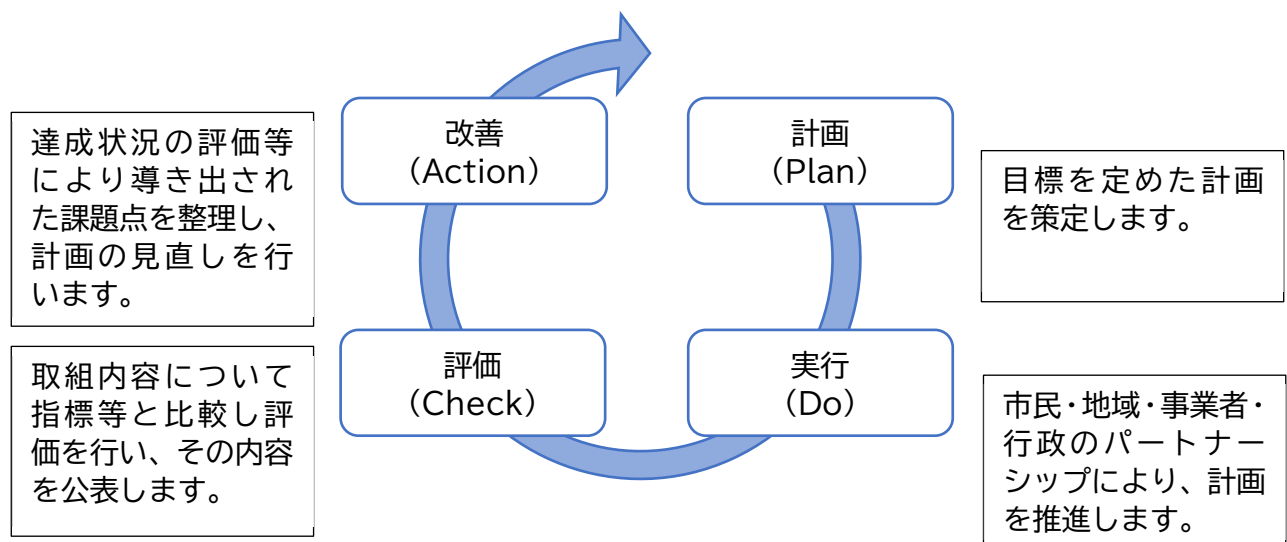 改善
(Action)
計画
(Plan)
達成状況の評価等
により導き出され
た課題点を整理し、
計画の見直しを行
います。
目標を定めた計画
を策定します。
評価
(Check)
実行
(Do)
取組内容について
指標等と比較し評
価を行い、その内容
を公表します。
市民・地域・事業者・
行政のパートナー
シップにより、計画
を推進します。